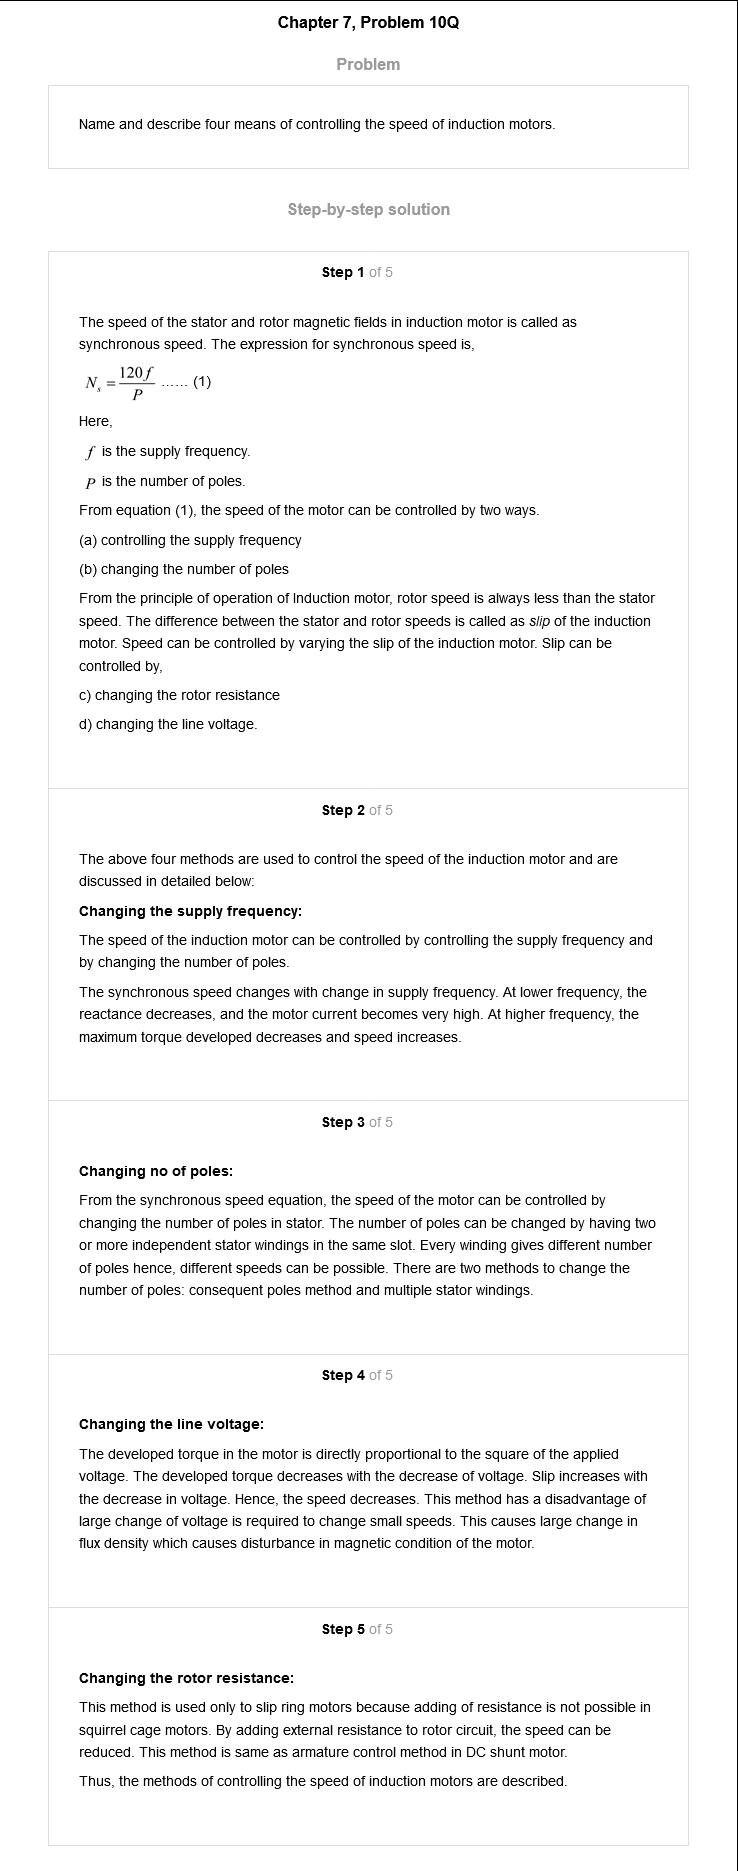 Chapter 7, Problem 10Q
Problem
Name and describe four means of controlling the speed of induction motors.
Step-by-step solution
Step 1 of 5
The speed of the stator and rotor magnetic fields in induction motor is called as
synchronous speed. The expression for synchronous speed is,
N_s = 120f/P ...... (1)
Here,
f is the supply frequency.
P is the number of poles.
From equation (1), the speed of the motor can be controlled by two ways.
(a) controlling the supply frequency
(b) changing the number of poles
From the principle of operation of Induction motor, rotor speed is always less than the stator
speed. The difference between the stator and rotor speeds is called as slip of the induction
motor. Speed can be controlled by varying the slip of the induction motor. Slip can be
controlled by,
c) changing the rotor resistance
d) changing the line voltage.
Step 2 of 5
The above four methods are used to control the speed of the induction motor and are
discussed in detailed below:
Changing the supply frequency:
The speed of the induction motor can be controlled by controlling the supply frequency and
by changing the number of poles.
The synchronous speed changes with change in supply frequency. At lower frequency, the
reactance decreases, and the motor current becomes very high. At higher frequency, the
maximum torque developed decreases and speed increases.
Step 3 of 5
Changing no of poles:
From the synchronous speed equation, the speed of the motor can be controlled by
changing the number of poles in stator. The number of poles can be changed by having two
or more independent stator windings in the same slot. Every winding gives different number
of poles hence, different speeds can be possible. There are two methods to change the
number of poles: consequent poles method and multiple stator windings.
Step 4 of 5
Changing the line voltage:
The developed torque in the motor is directly proportional to the square of the applied
voltage. The developed torque decreases with the decrease of voltage. Slip increases with
the decrease in voltage. Hence, the speed decreases. This method has a disadvantage of
large change of voltage is required to change small speeds. This causes large change in
flux density which causes disturbance in magnetic condition of the motor.
Step 5 of 5
Changing the rotor resistance:
This method is used only to slip ring motors because adding of resistance is not possible in
squirrel cage motors. By adding external resistance to rotor circuit, the speed can be
reduced. This method is same as armature control method in DC shunt motor.
Thus, the methods of controlling the speed of induction motors are described.